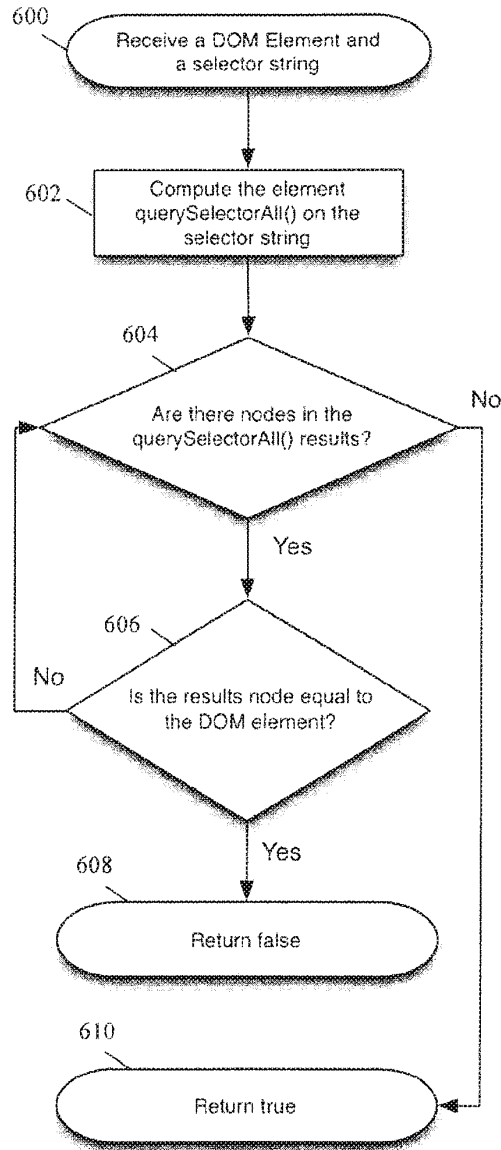 600
Receive a DOM Element and
a selector string
602
Compute the element
querySelectorAll() on the
selector string
604
Are there nodes in the
querySelectorAll() results?
No
Yes
606
No
Is the results node equal to
the DOM element?
Yes
608
Return false
610
Return true